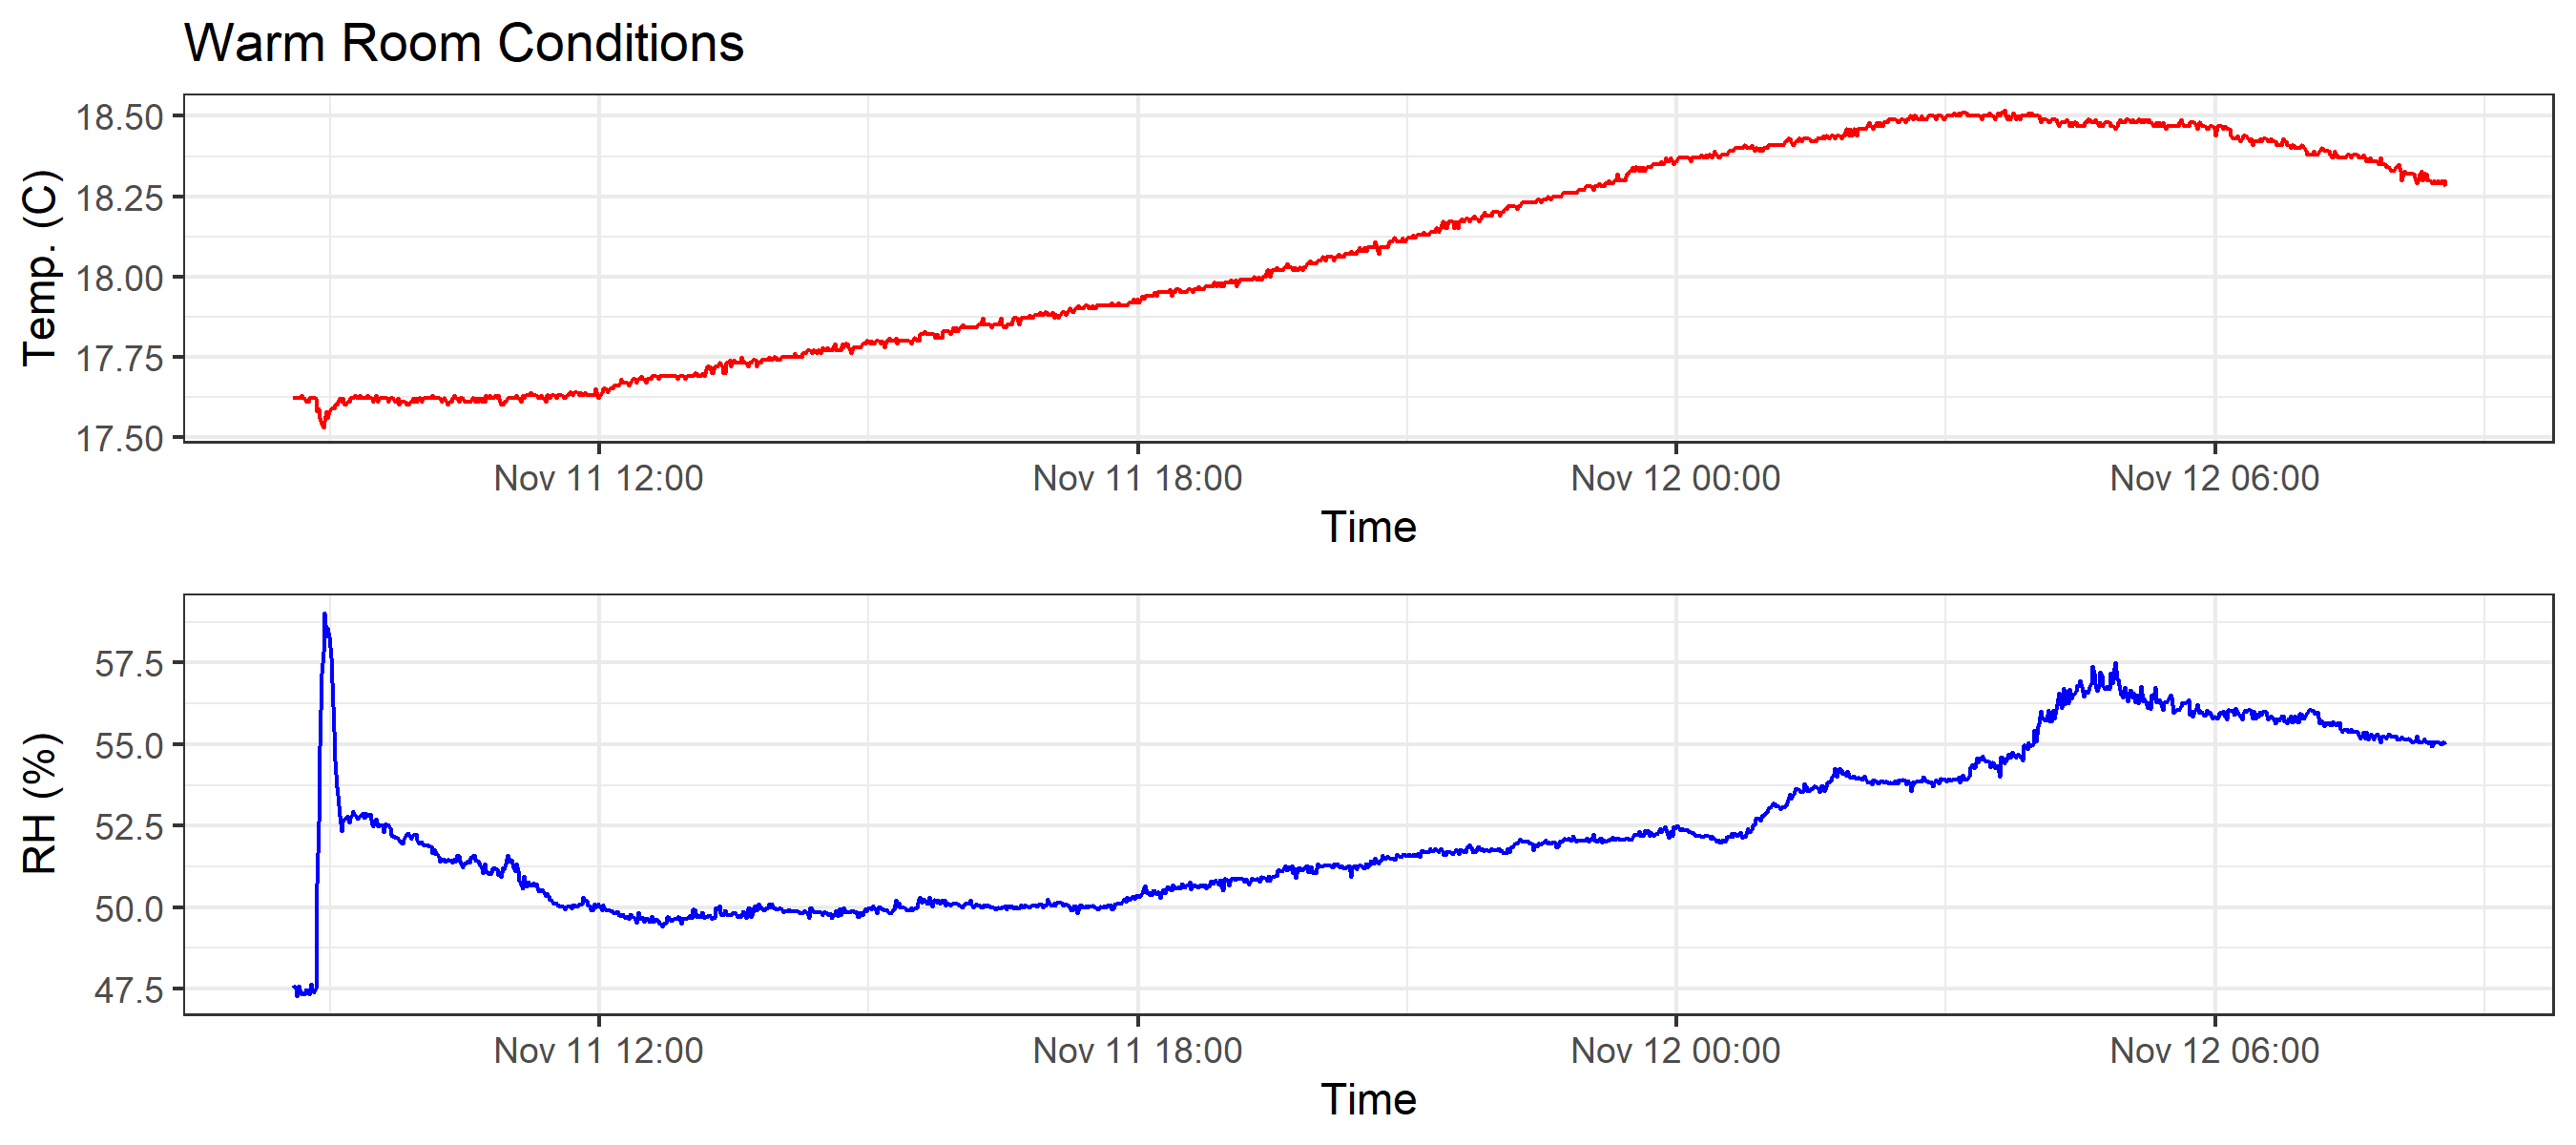 Warm Room Conditions
Temp. (C)
18.50
18.25
18.00
17.75
17.50
Nov 11 12:00 Nov 11 18:00 Nov 12 00:00 Nov 12 06:00
Time
RH (%)
57.5
55.0
52.5
50.0
47.5
Nov 11 12:00 Nov 11 18:00 Nov 12 00:00 Nov 12 06:00
Time